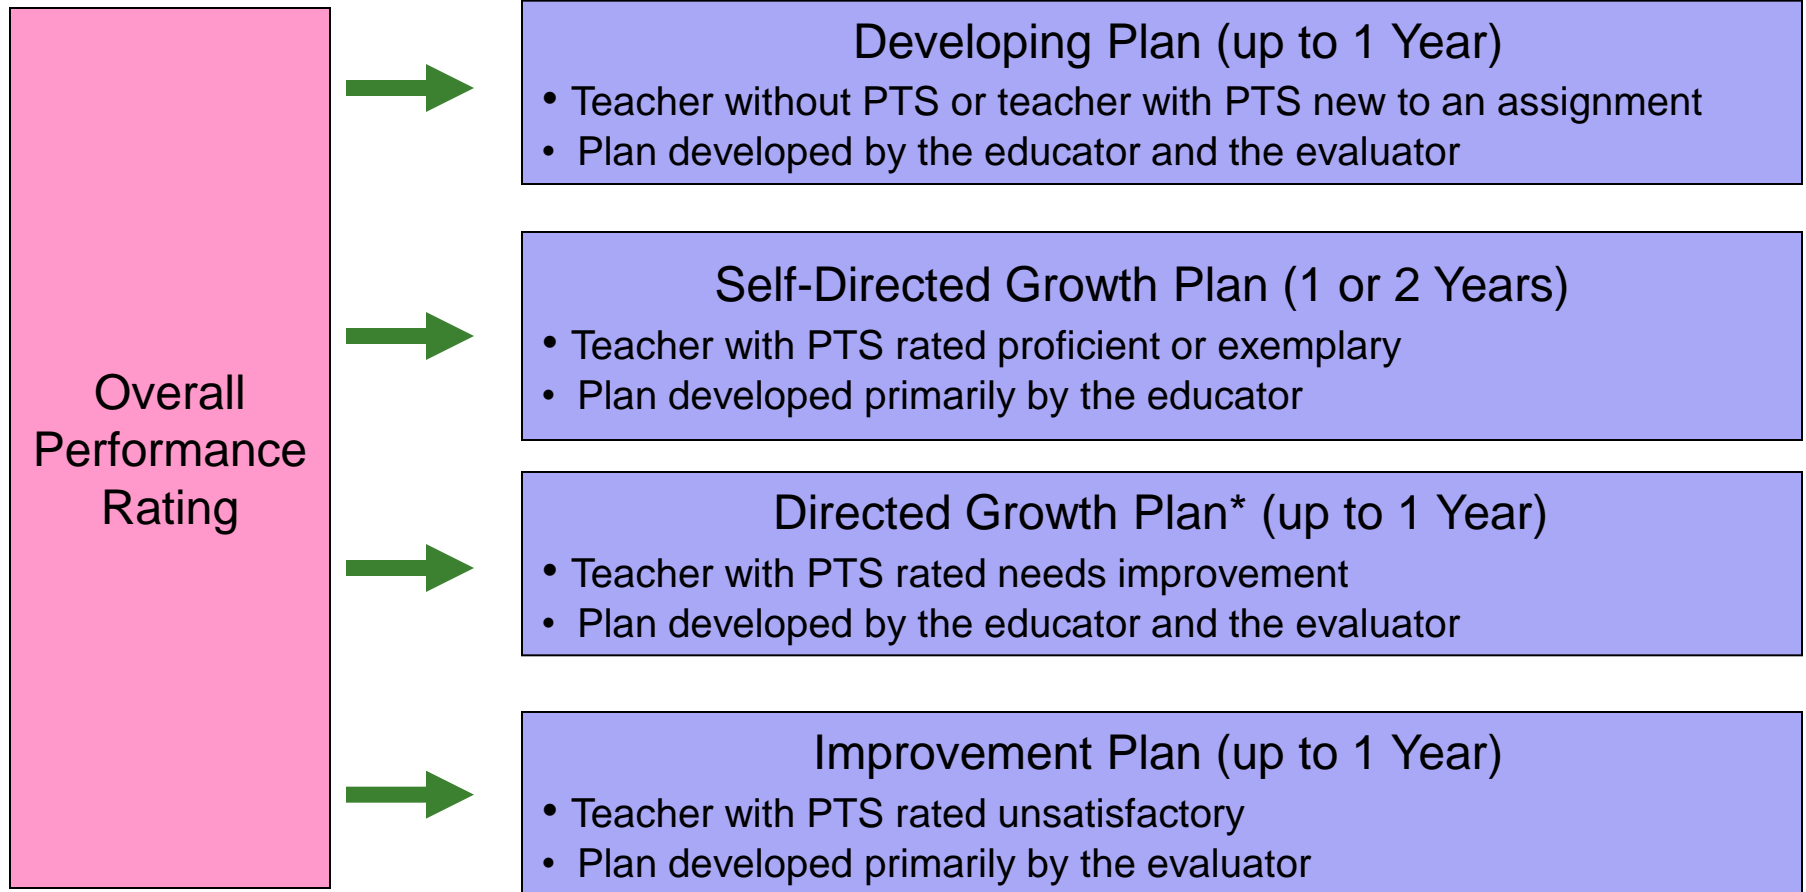 Overall
Performance
Rating
Developing Plan (up to 1 Year)
• Teacher without PTS or teacher with PTS new to an assignment
• Plan developed by the educator and the evaluator
Self-Directed Growth Plan (1 or 2 Years)
• Teacher with PTS rated proficient or exemplary
• Plan developed primarily by the educator
Directed Growth Plan* (up to 1 Year)
• Teacher with PTS rated needs improvement
• Plan developed by the educator and the evaluator
Improvement Plan (up to 1 Year)
• Teacher with PTS rated unsatisfactory
• Plan developed primarily by the evaluator